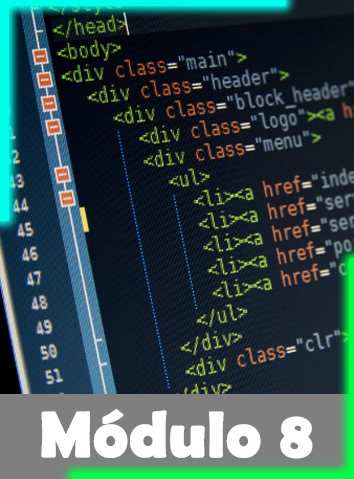 </style>
</head>
<body>
<div class="main">
<div class="header">
<div class="block_header"
<div class="logo"><a
<div class="menu">
<ul>
43 <li><a href="inde
44 <li><a href="ser
45 <li><a href="ser
46 <li><a href="po
47 <li><a href="c
48 </ul>
49 </div>
50 <div class="clr">
51 </div>
Módulo 8